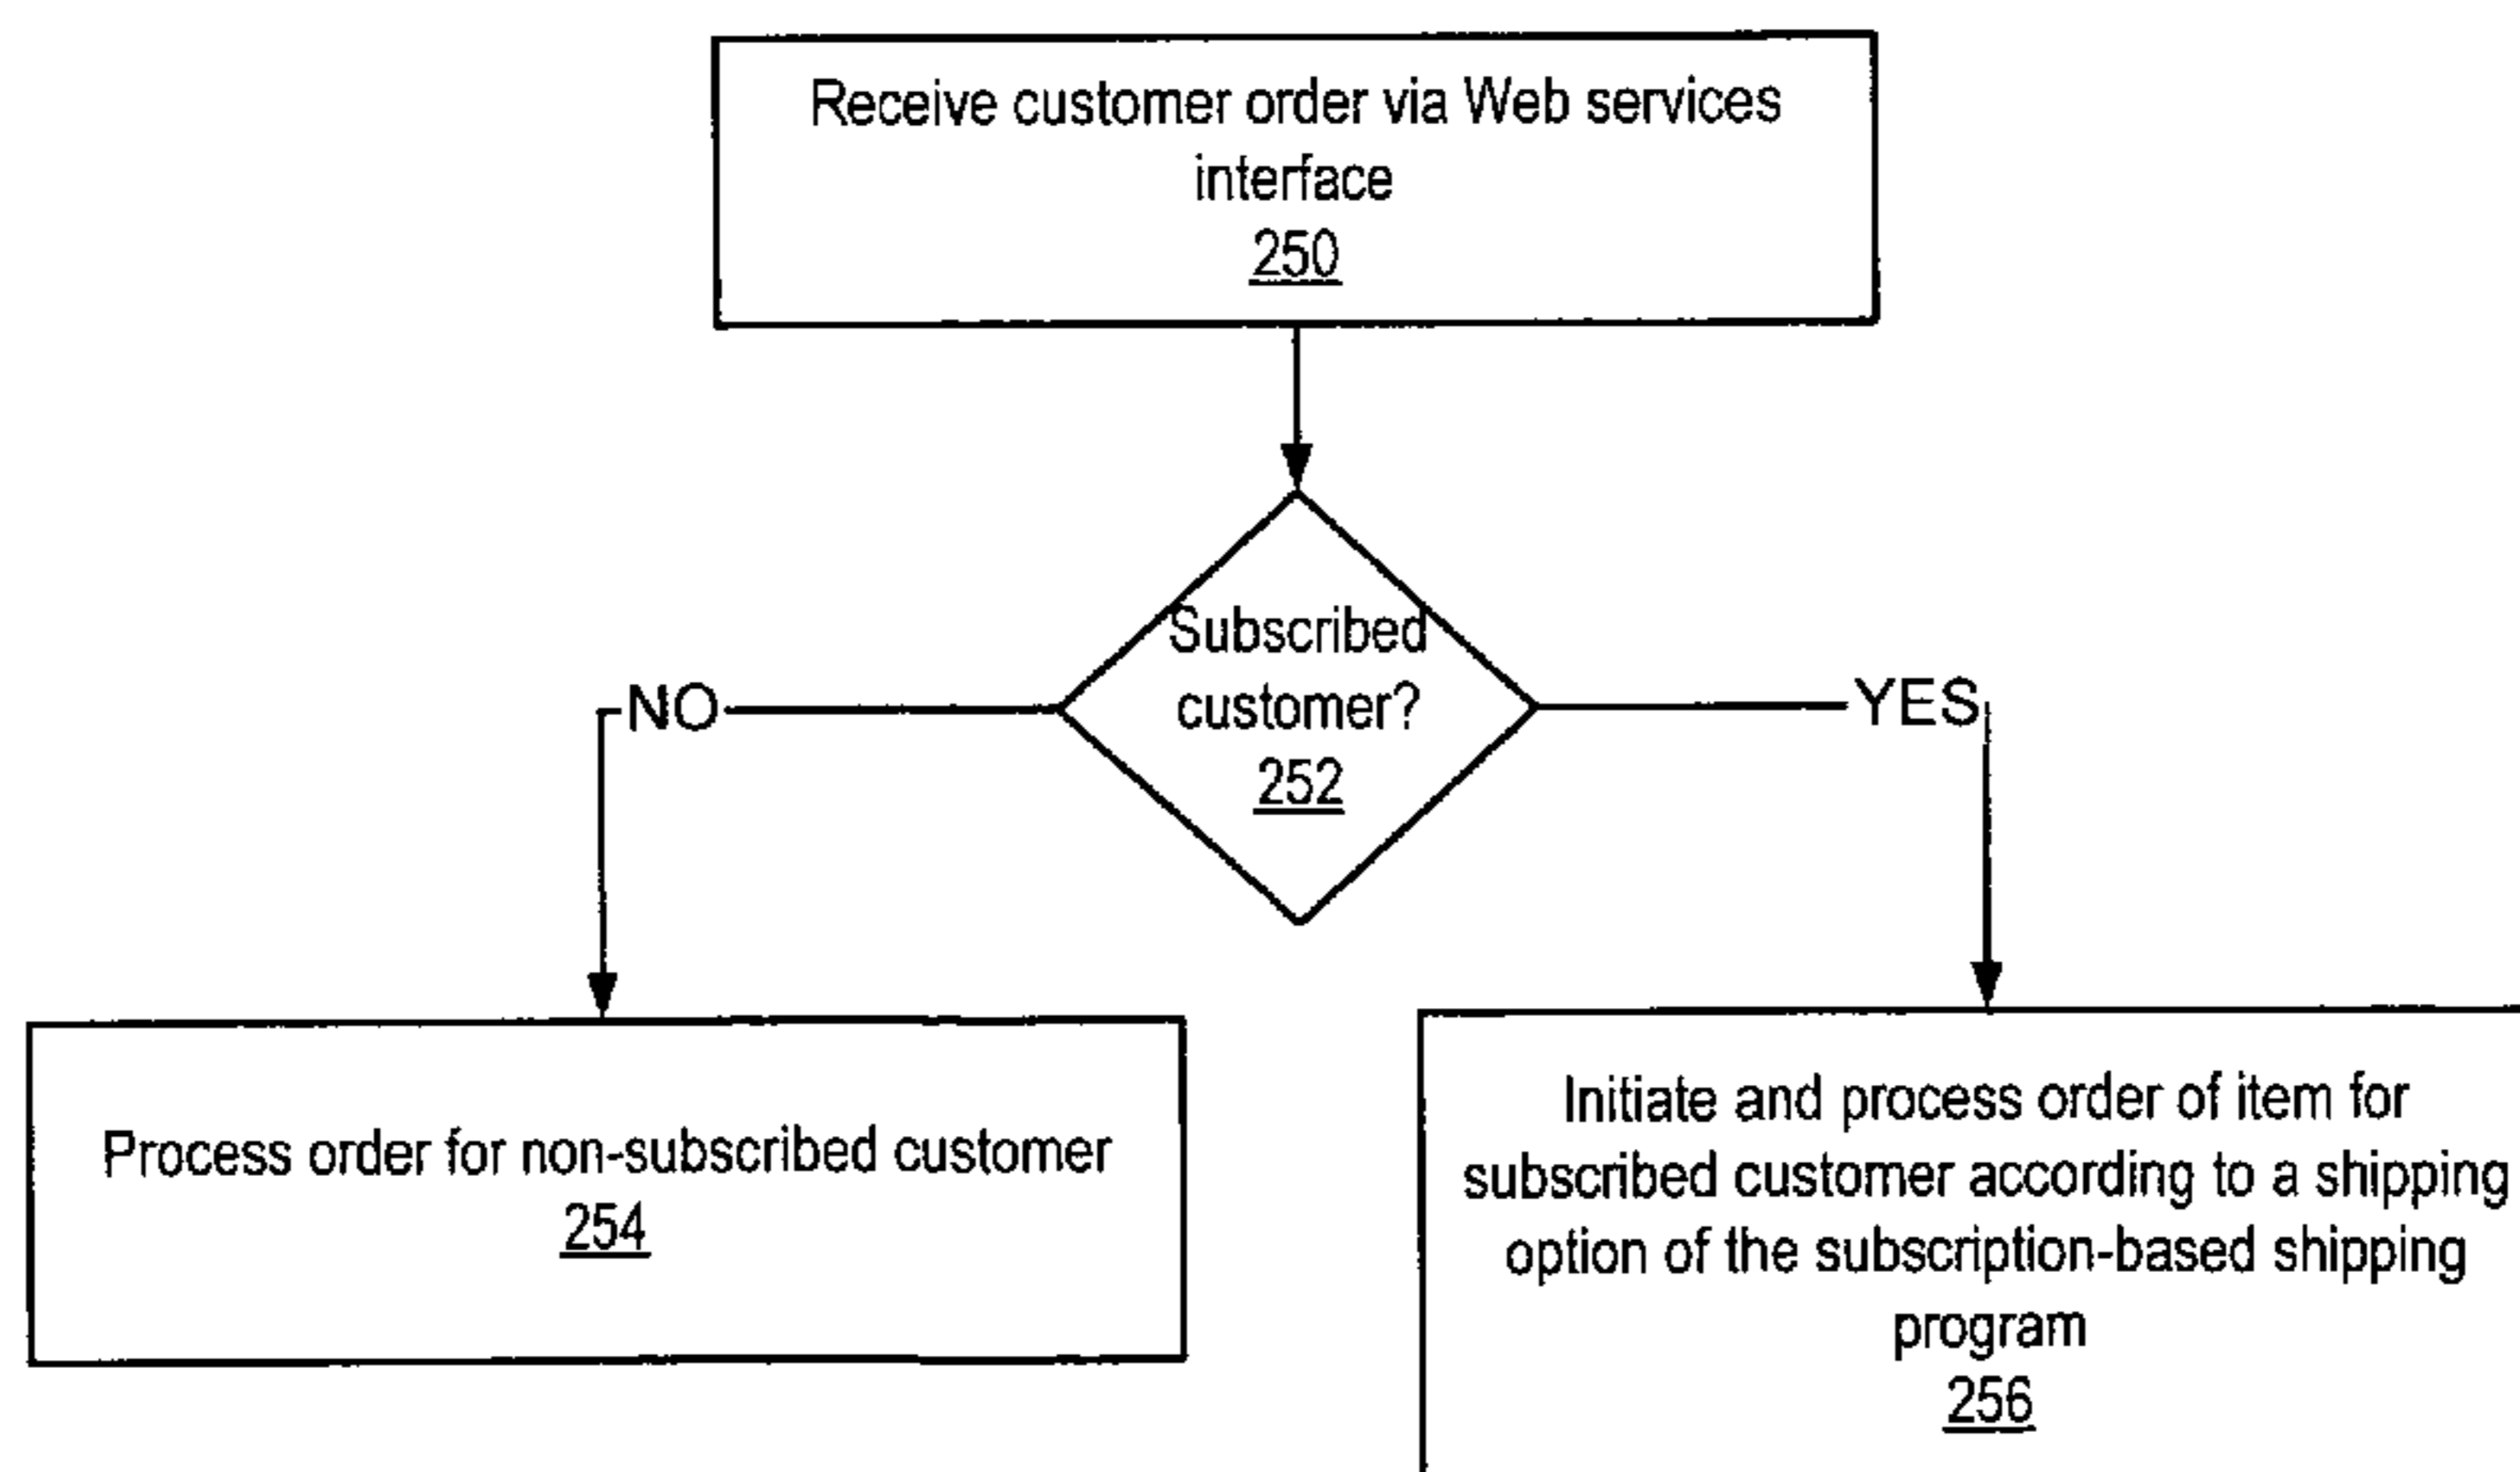 Receive customer order via Web services
interface
250
Subscribed
customer?
252
NO
YES
Process order for non-subscribed customer
254
Initiate and process order of item for
subscribed customer according to a shipping
option of the subscription-based shipping
program
256